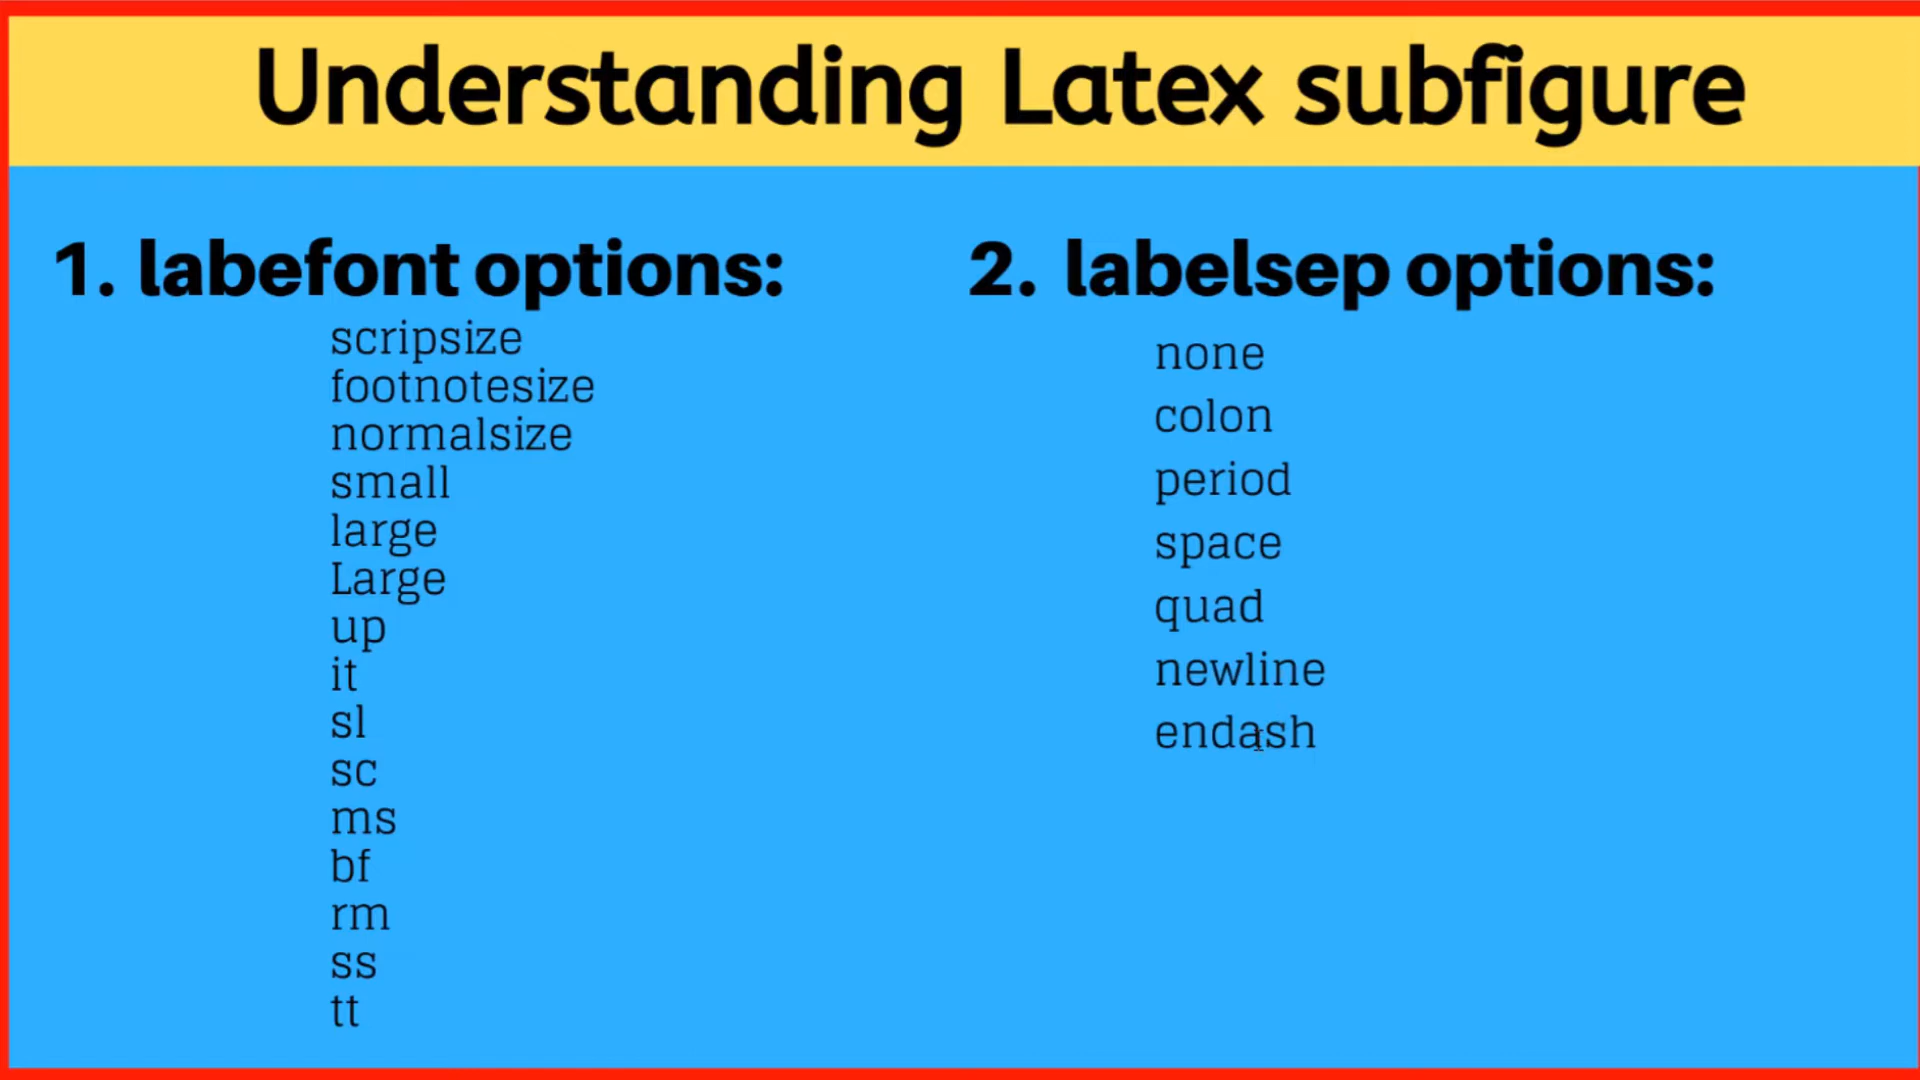 Understanding Latex subfigure
1. labefont options:
scripsize
footnotesize
normalsize
small
large
Large
up
it
sl
sc
ms
bf
rm
ss
tt
2. labelsep options:
none
colon
period
space
quad
newline
endash